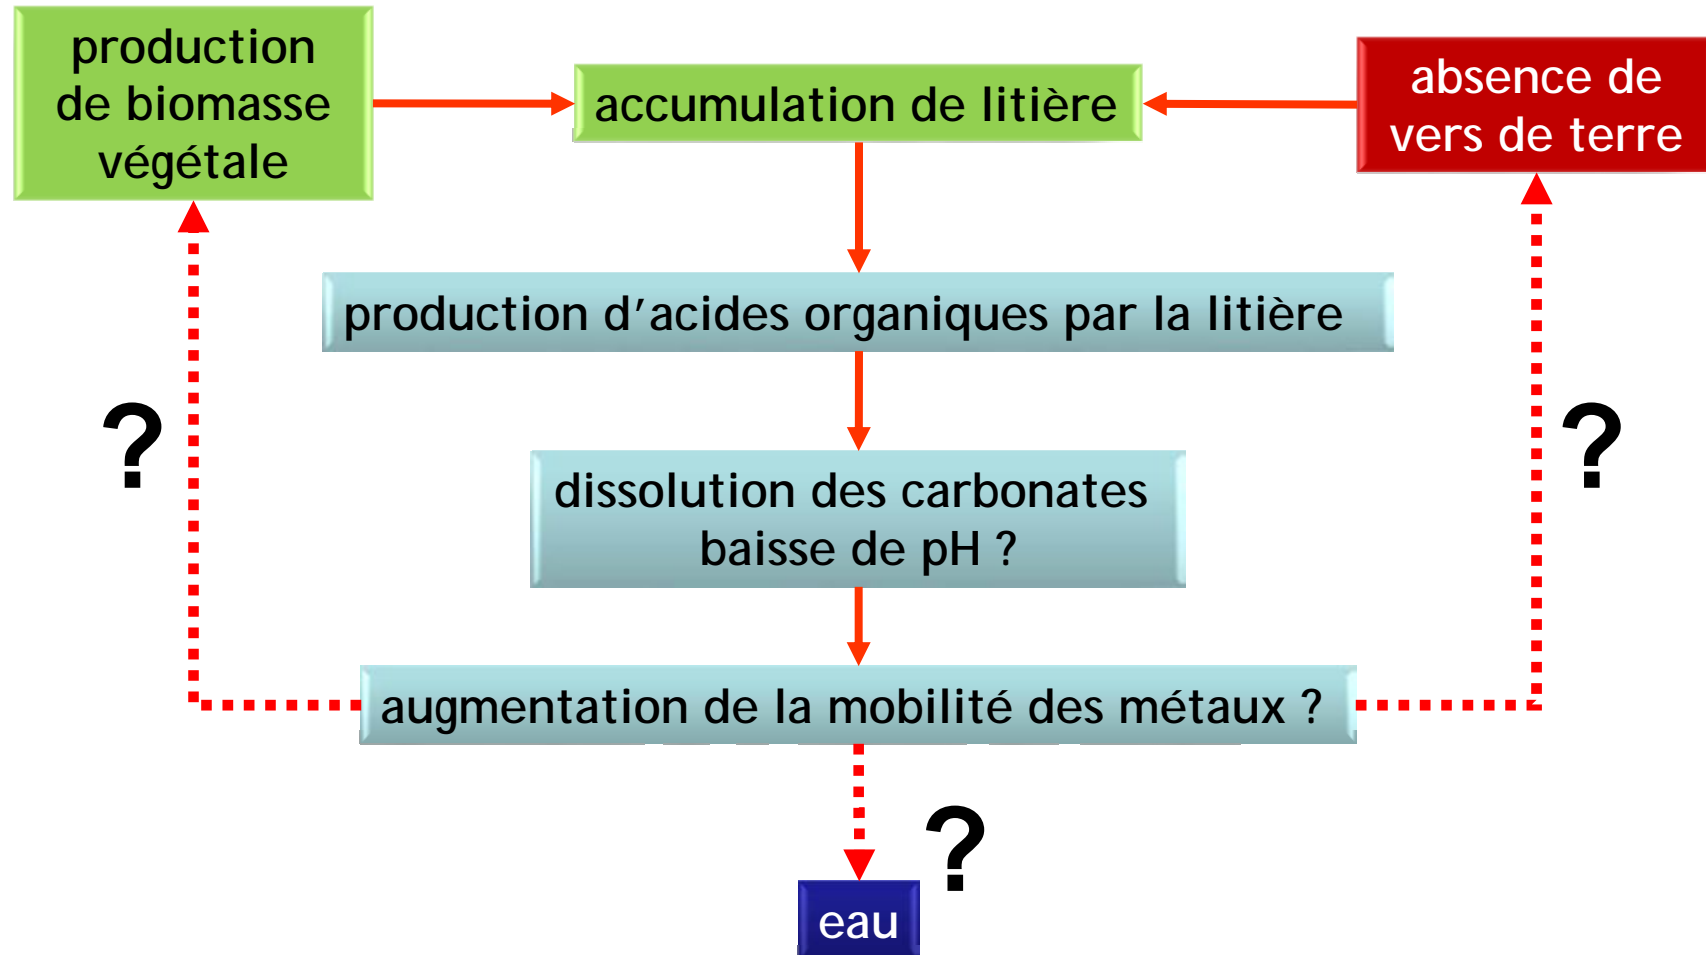 production
de biomasse
végétale
accumulation de litière
absence de
vers de terre
production d’acides organiques par la litière
?
?
dissolution des carbonates
baisse de pH ?
augmentation de la mobilité des métaux ?
?
eau